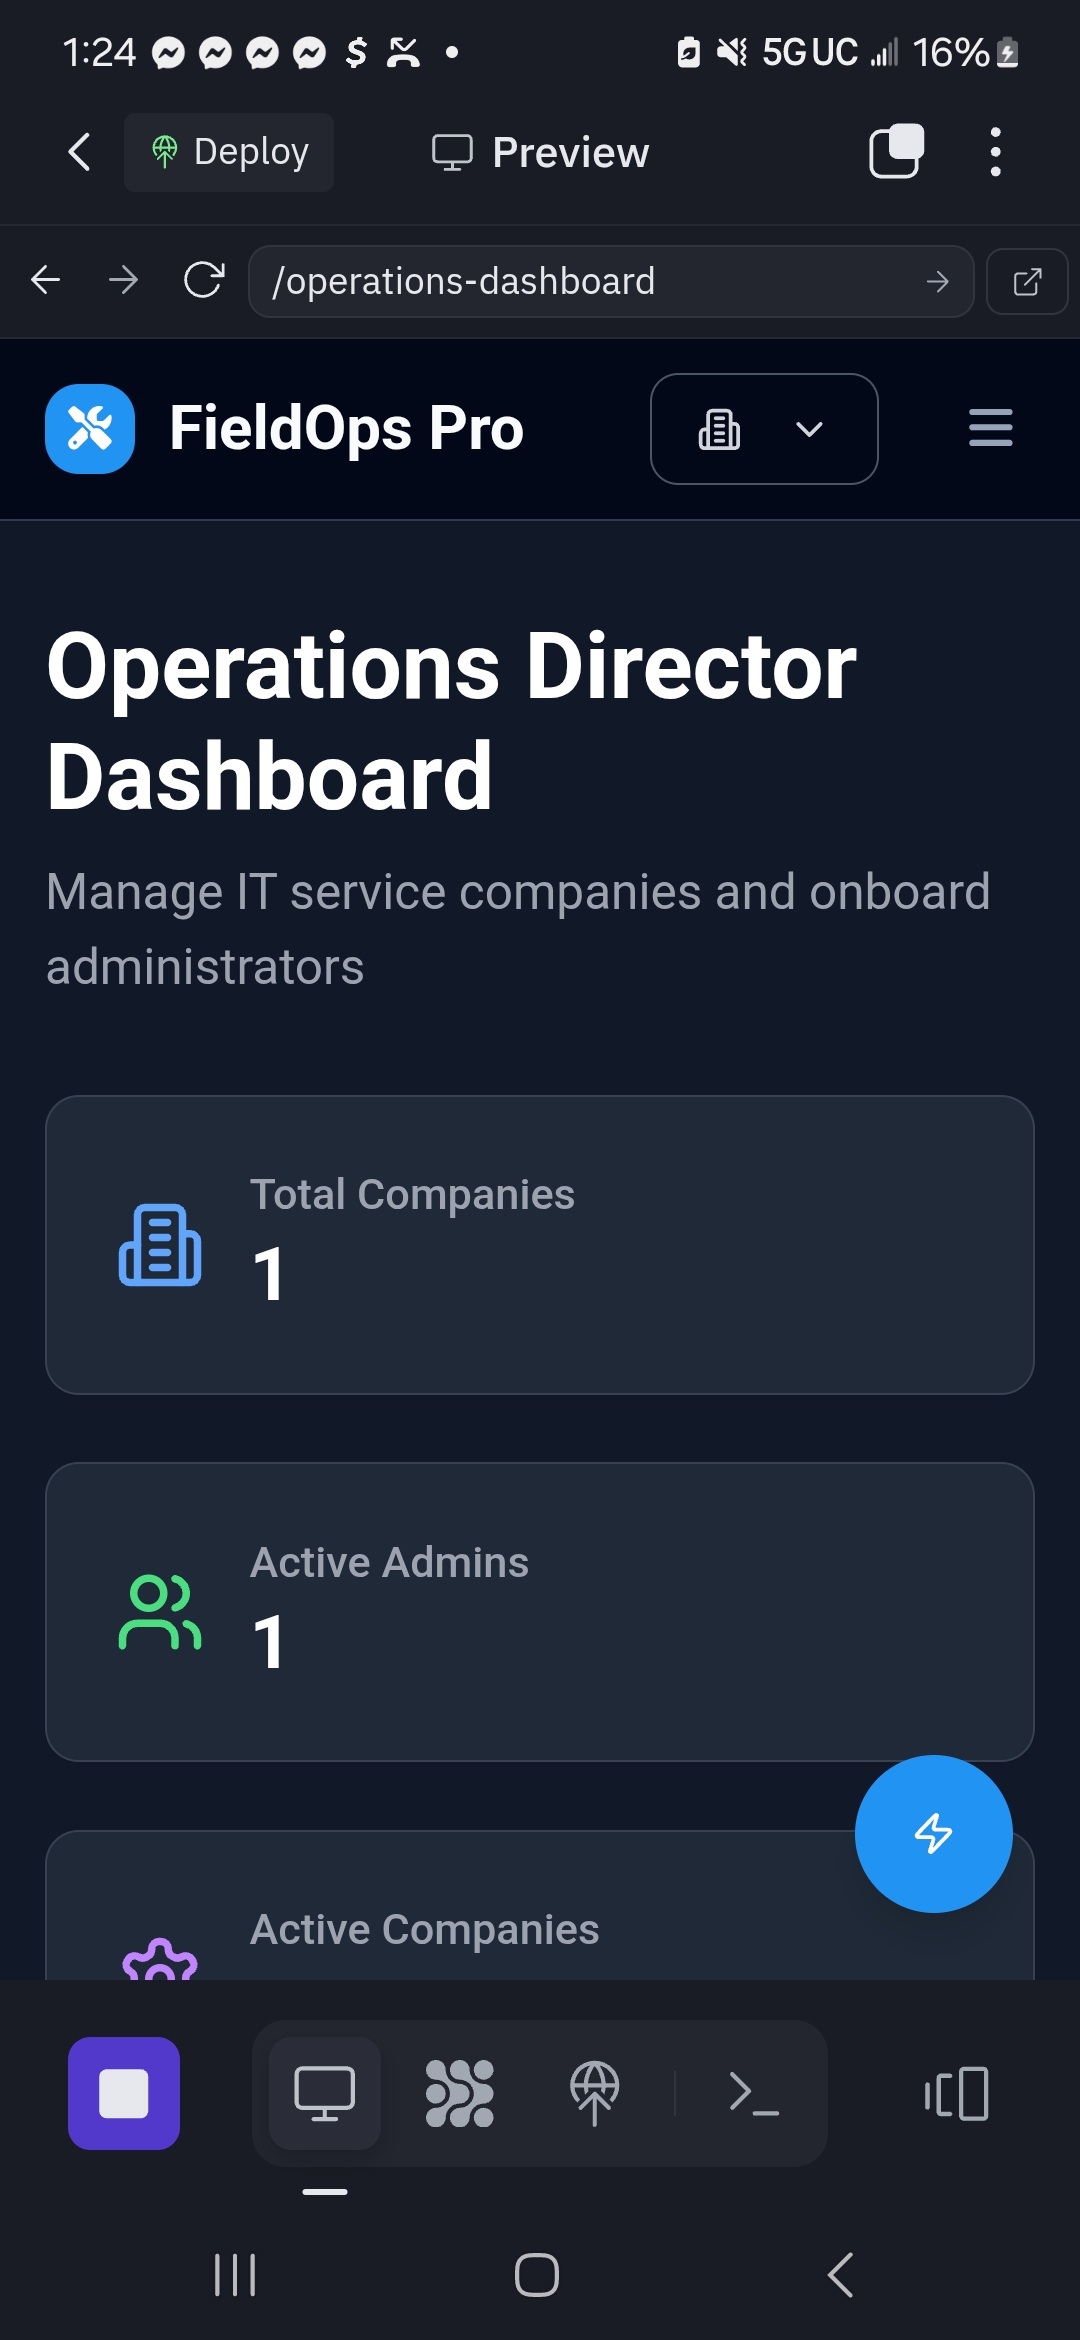 1:24 $ 5G UC 16%
Deploy Preview
/operations-dashboard
FieldOps Pro
Operations Director
Dashboard
Manage IT service companies and onboard
administrators
Total Companies
1
Active Admins
1
Active Companies